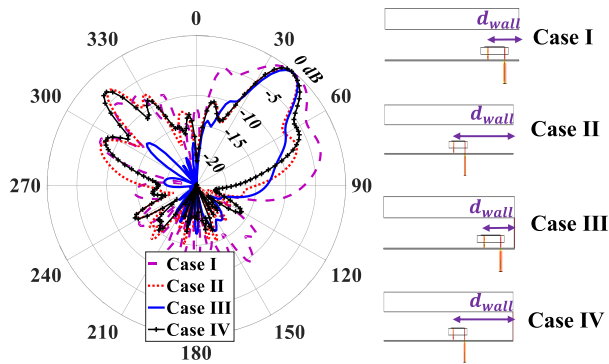 0
30
60
90
120
150
180
210
240
270
300
330
0 dB
-5
-10
-15
-20
Case I
Case II
Case III
Case IV
d_wall
Case I
d_wall
Case II
d_wall
Case III
d_wall
Case IV